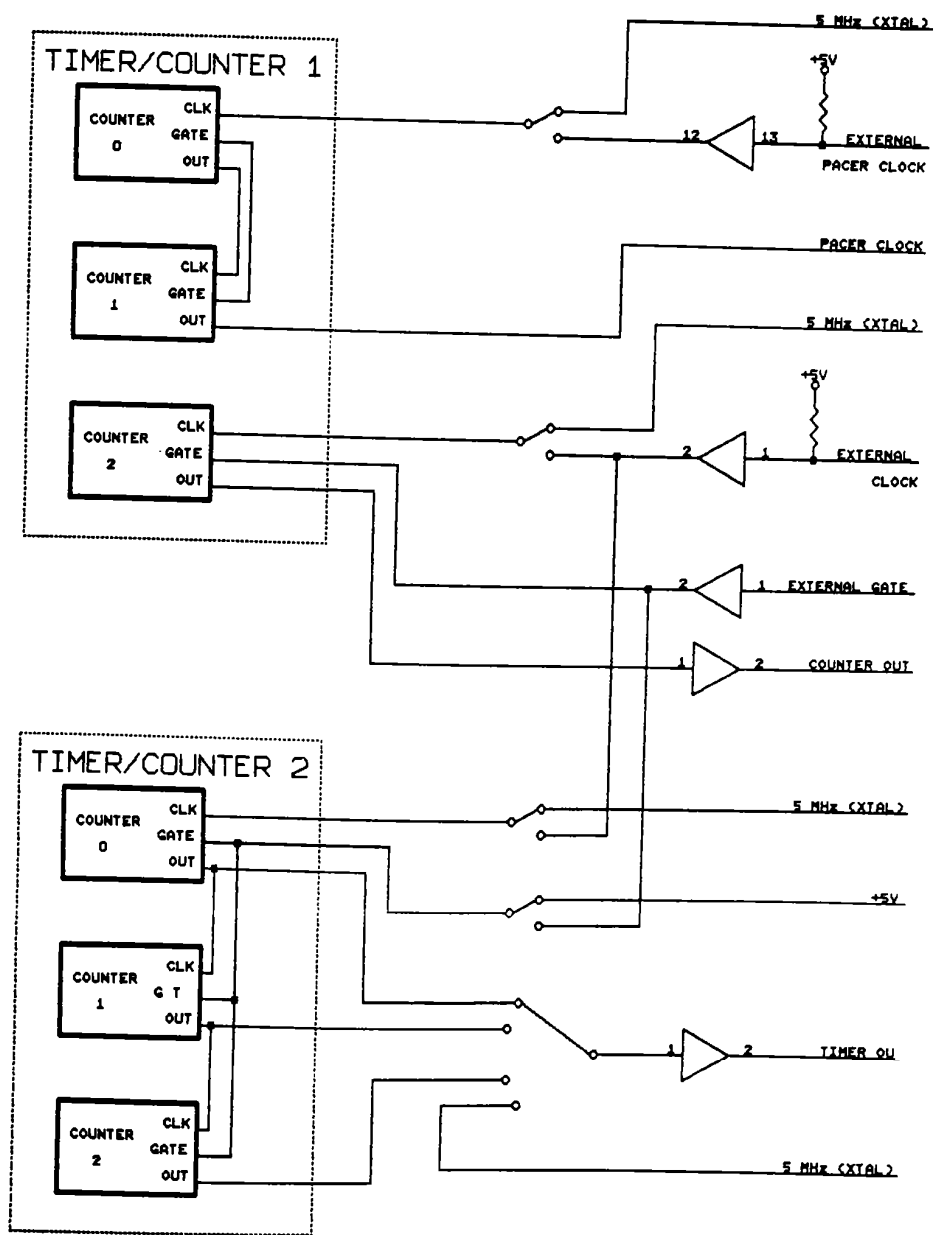 5 MHz (XTAL)
TIMER/COUNTER 1
+5V
CLK
COUNTER
GATE
0
OUT
12
13
EXTERNAL
PACER CLOCK
PACER CLOCK
CLK
COUNTER
GATE
1
OUT
5 MHz (XTAL)
+5V
CLK
COUNTER
GATE
2
OUT
2
1
EXTERNAL
CLOCK
2
1
EXTERNAL GATE
1
2
COUNTER OUT
TIMER/COUNTER 2
CLK
COUNTER
GATE
0
OUT
5 MHz (XTAL)
+5V
CLK
COUNTER
G T
1
OUT
1
2
TIMER OU
CLK
COUNTER
GATE
2
OUT
5 MHz (XTAL)